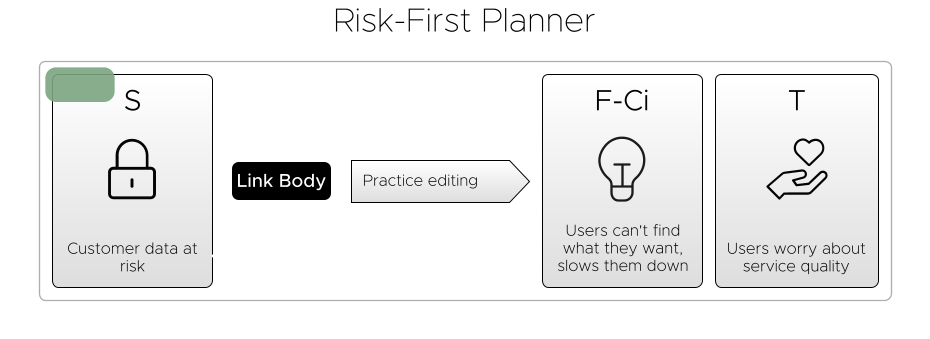 Risk-First Planner
S
Customer data at
risk
Link Body
Practice editing
F-Ci
Users can't find
what they want,
slows them down
T
Users worry about
service quality